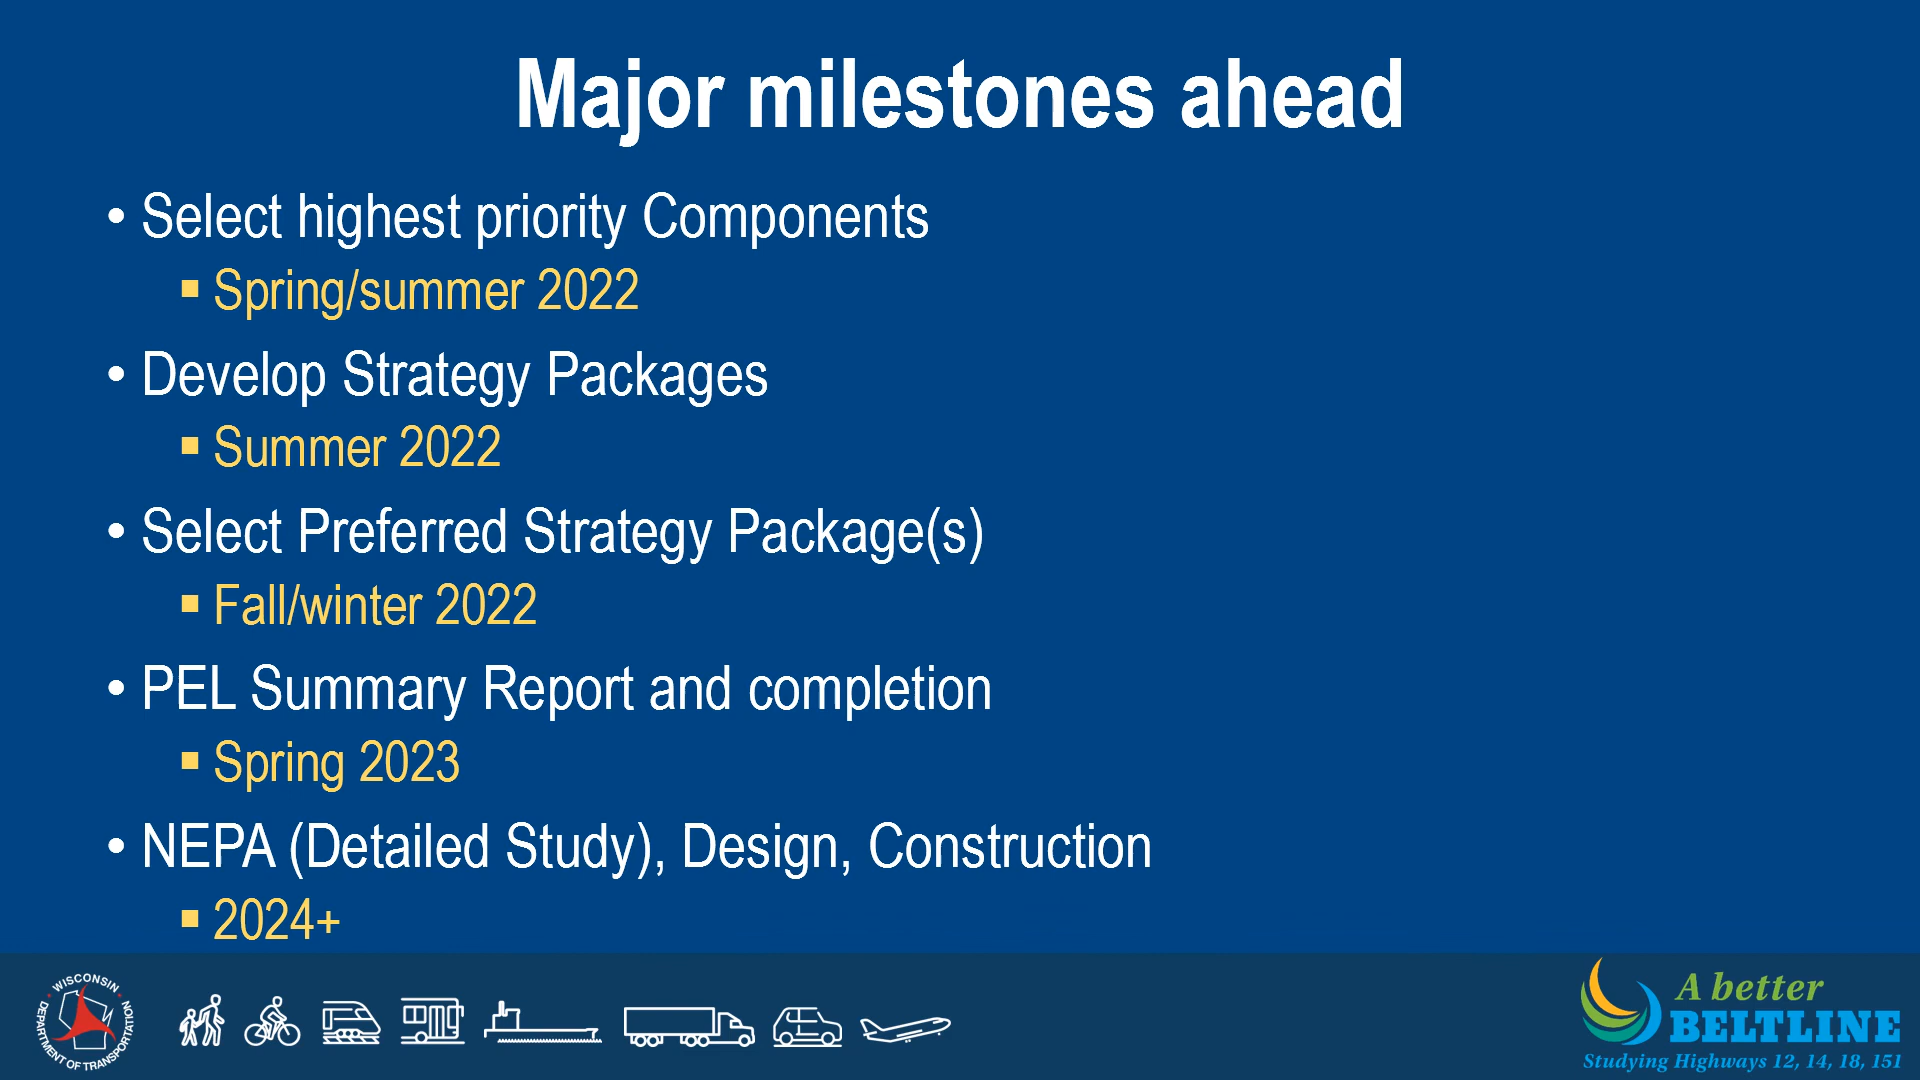 Major milestones ahead
• Select highest priority Components
▪ Spring/summer 2022
• Develop Strategy Packages
▪ Summer 2022
• Select Preferred Strategy Package(s)
▪ Fall/winter 2022
• PEL Summary Report and completion
▪ Spring 2023
• NEPA (Detailed Study), Design, Construction
▪ 2024+
WISCONSIN
DEPARTMENT OF TRANSPORTATION
A better
BELTLINE
Studying Highways 12, 14, 18, 151